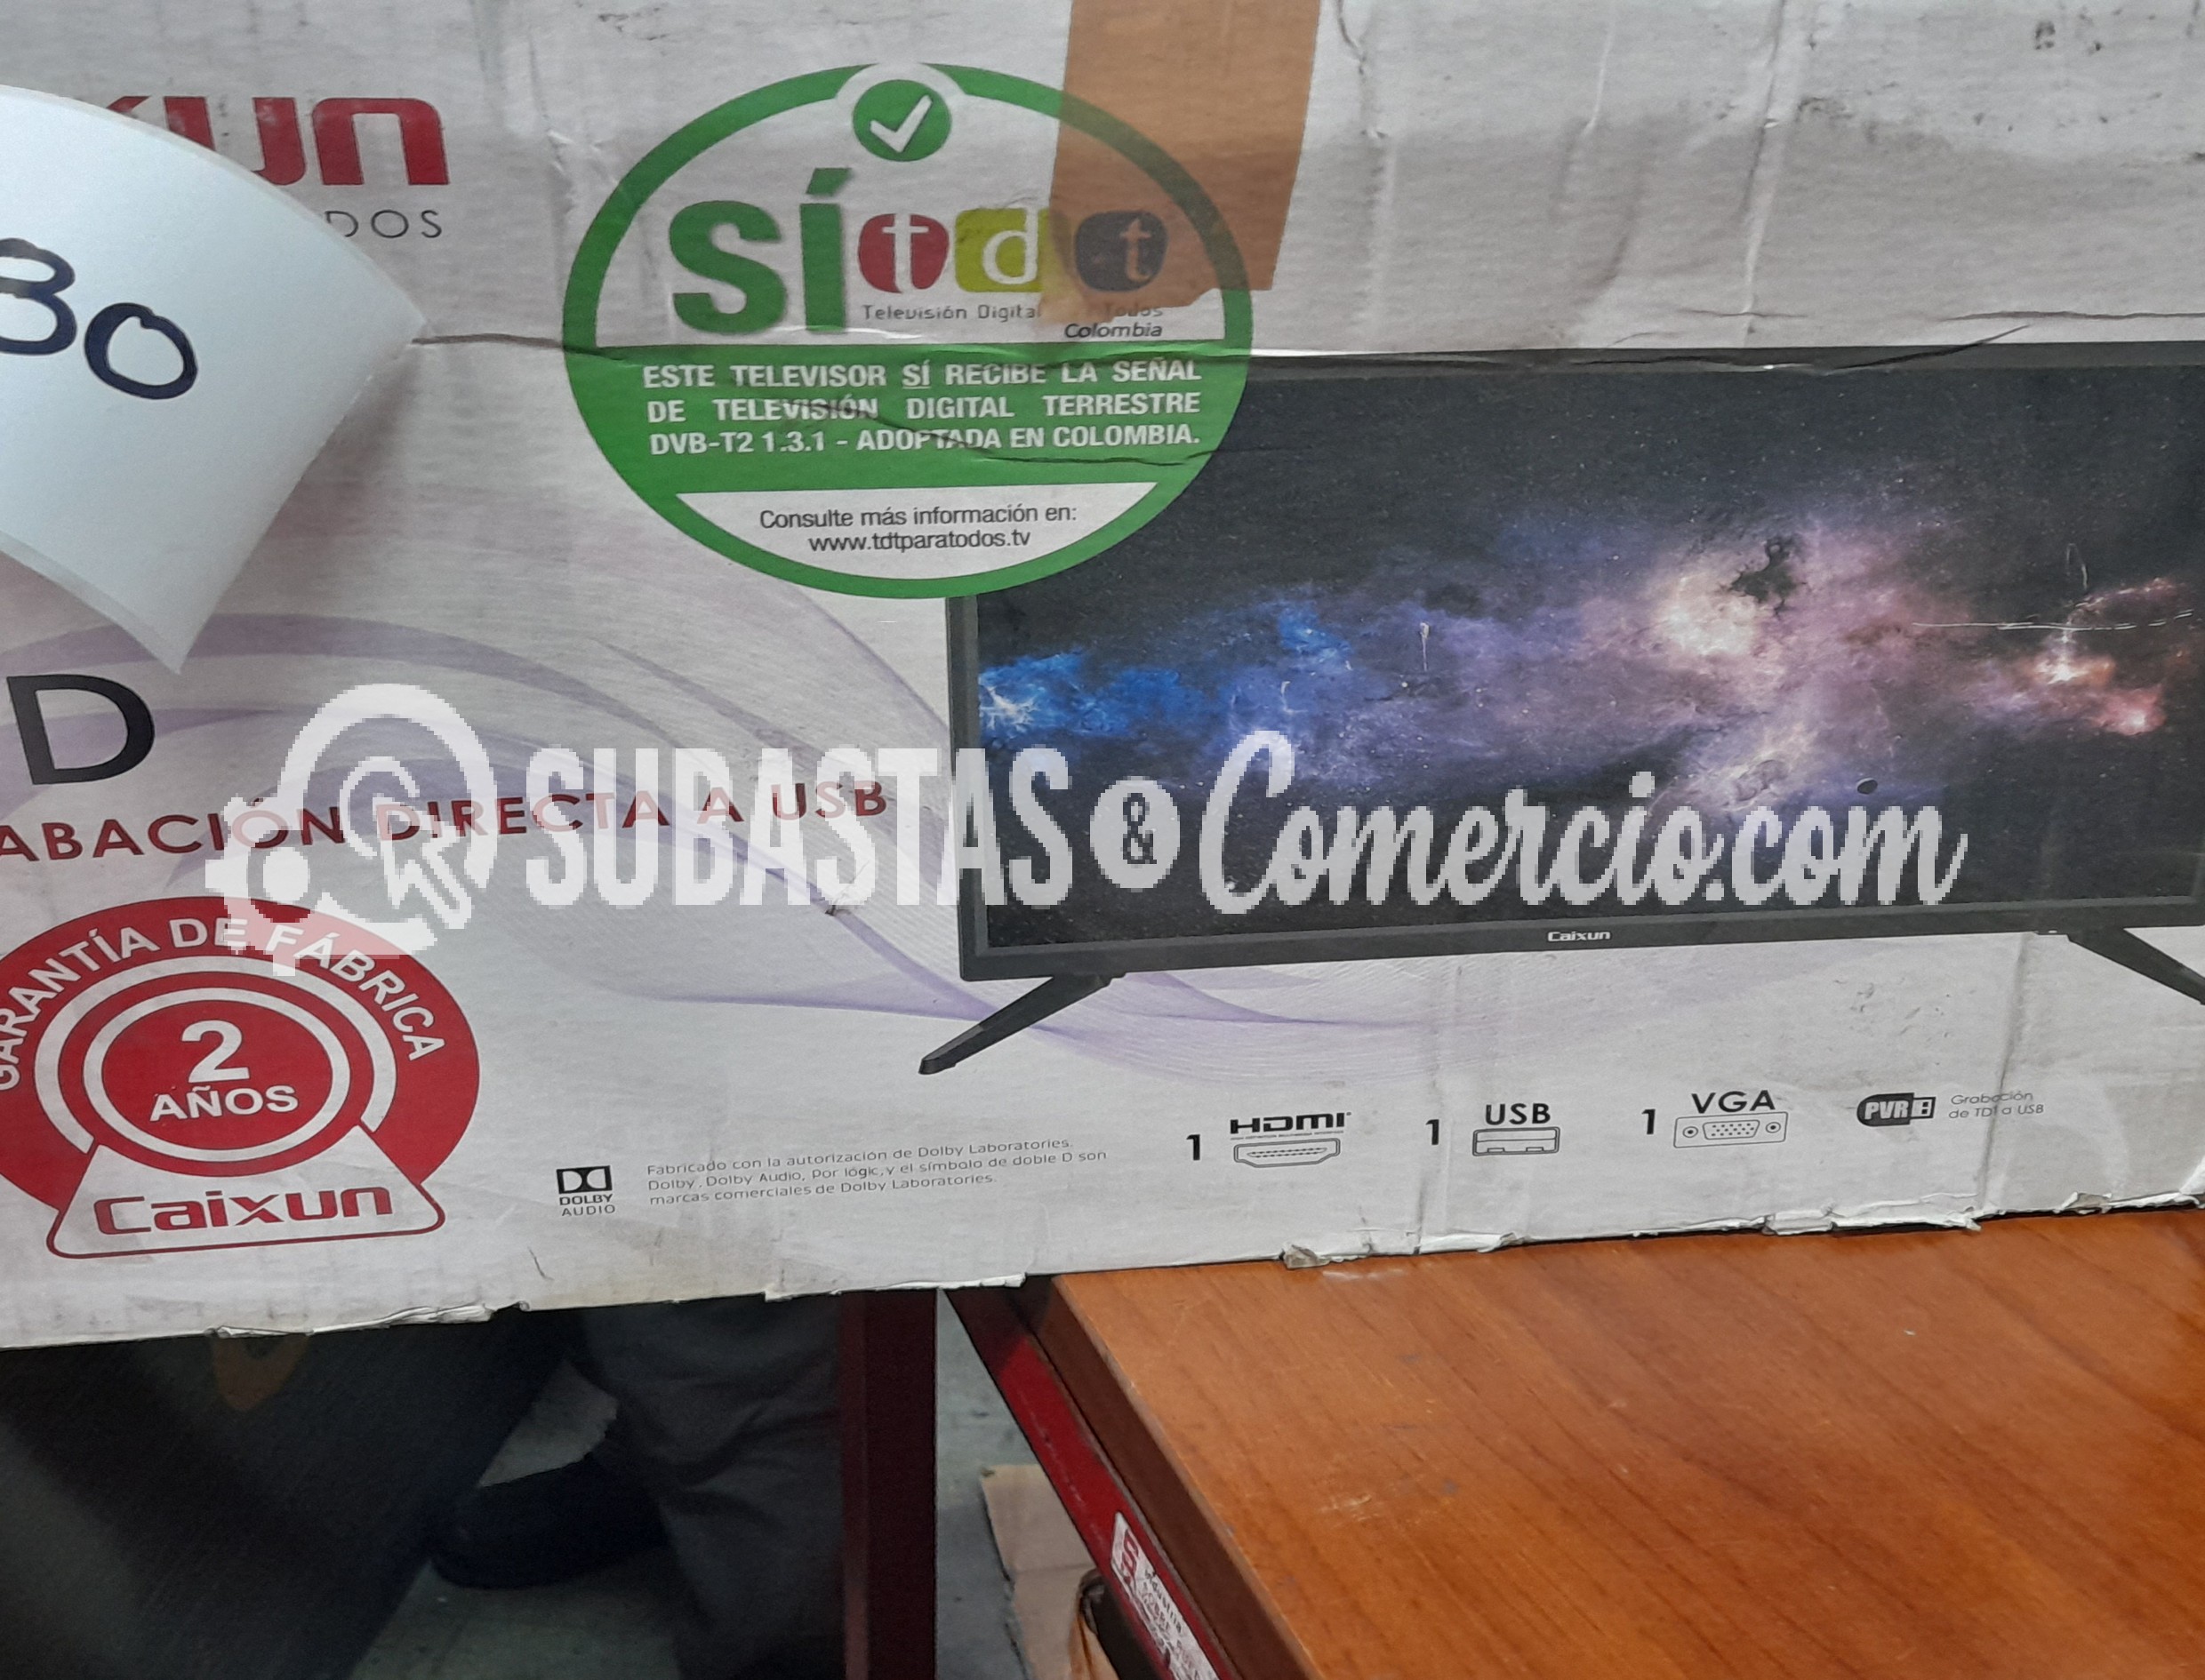 xun
DOS
30
SÍ tdt
Televisión Digital Todos
Colombia
ESTE TELEVISOR SÍ RECIBE LA SEÑAL
DE TELEVISIÓN DIGITAL TERRESTRE
DVB-T2 1.3.1 - ADOPTADA EN COLOMBIA.
Consulte más información en:
www.tdtparatodos.tv
D
ABACIÓN DIRECTA A USB
SUBASTAS & Comercio.com
Caixun
GARANTÍA DE FÁBRICA
2
AÑOS
Caixun
DOLBY
AUDIO
Fabricado con la autorización de Dolby Laboratories.
Dolby, Dolby Audio, Por lógic,y el símbolo de doble D son
marcas comerciales de Dolby Laboratories.
1 HDMI
1 USB
1 VGA
PVR
Grabación
de TDT a USB